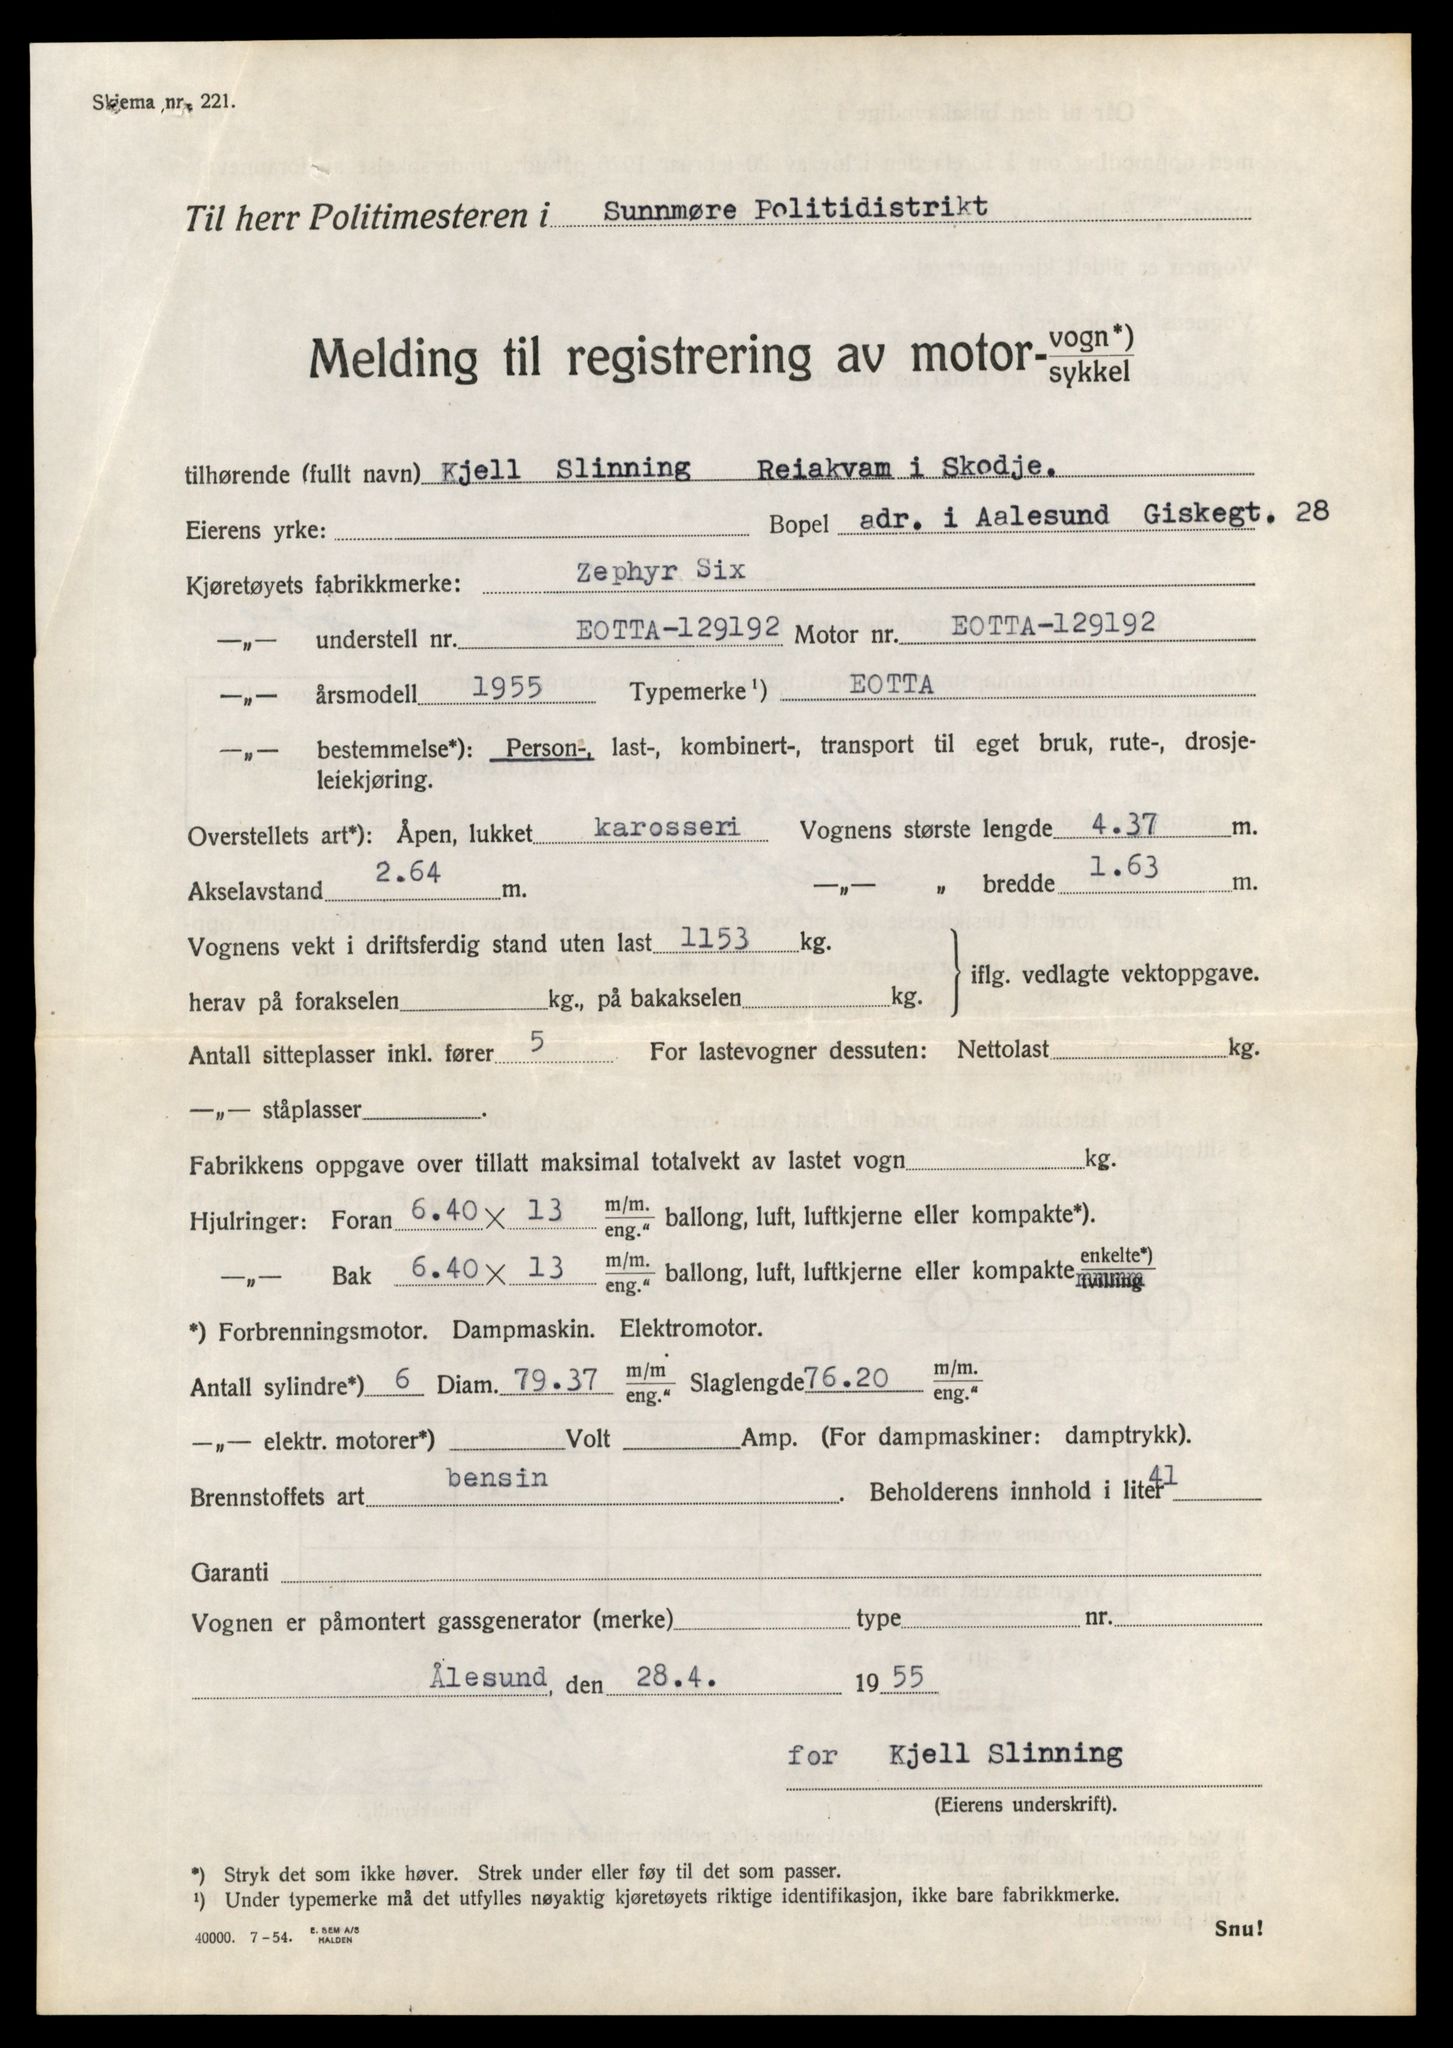 Skjema nr. 221.
Til herr Politimesteren i Sunnmøre Politidistrikt
Melding til registrering av motor-vogn*)
sykkel
tilhørende (fullt navn) Kjell Slinning Reiakvam i Skodje.
Eierens yrke: Bopel adr. i Aalesund Giskegt. 28
Kjøretøyets fabrikkmerke: Zephyr Six
—„— understell nr. EOTTA-129192 Motor nr. EOTTA-129192
—„— årsmodell 1955 Typemerke¹) EOTTA
—„— bestemmelse*): Person-, last-, kombinert-, transport til eget bruk, rute-, drosje-
leiekjøring.
Overstellets art*): Åpen, lukket karosseri Vognens største lengde 4.37 m.
Akselavstand 2.64 m. —„— „ bredde 1.63 m.
Vognens vekt i driftsferdig stand uten last 1153 kg.
iflg. vedlagte vektoppgave.
herav på forakselen kg., på bakakselen kg.
Antall sitteplasser inkl. fører 5 For lastevogner dessuten: Nettolast kg.
—„— ståplasser .
Fabrikkens oppgave over tillatt maksimal totalvekt av lastet vogn kg.
Hjulringer: Foran 6.40 × 13 m/m. eng.“ ballong, luft, luftkjerne eller kompakte*).
—„— Bak 6.40 × 13 m/m. eng.“ ballong, luft, luftkjerne eller kompakte enkelte*)
tvilling
*) Forbrenningsmotor. Dampmaskin. Elektromotor.
Antall sylindre*) 6 Diam. 79.37 m/m eng.“ Slaglengde 76.20 m/m. eng.“
—„— elektr. motorer*) Volt Amp. (For dampmaskiner: damptrykk).
Brennstoffets art bensin . Beholderens innhold i liter 41
Garanti
Vognen er påmontert gassgenerator (merke) type nr.
Ålesund, den 28.4. 1955
for Kjell Slinning
(Eierens underskrift).
*) Stryk det som ikke høver. Strek under eller føy til det som passer.
¹) Under typemerke må det utfylles nøyaktig kjøretøyets riktige identifikasjon, ikke bare fabrikkmerke.
40000. 7-54. E. SEM A/S HALDEN
Snu!